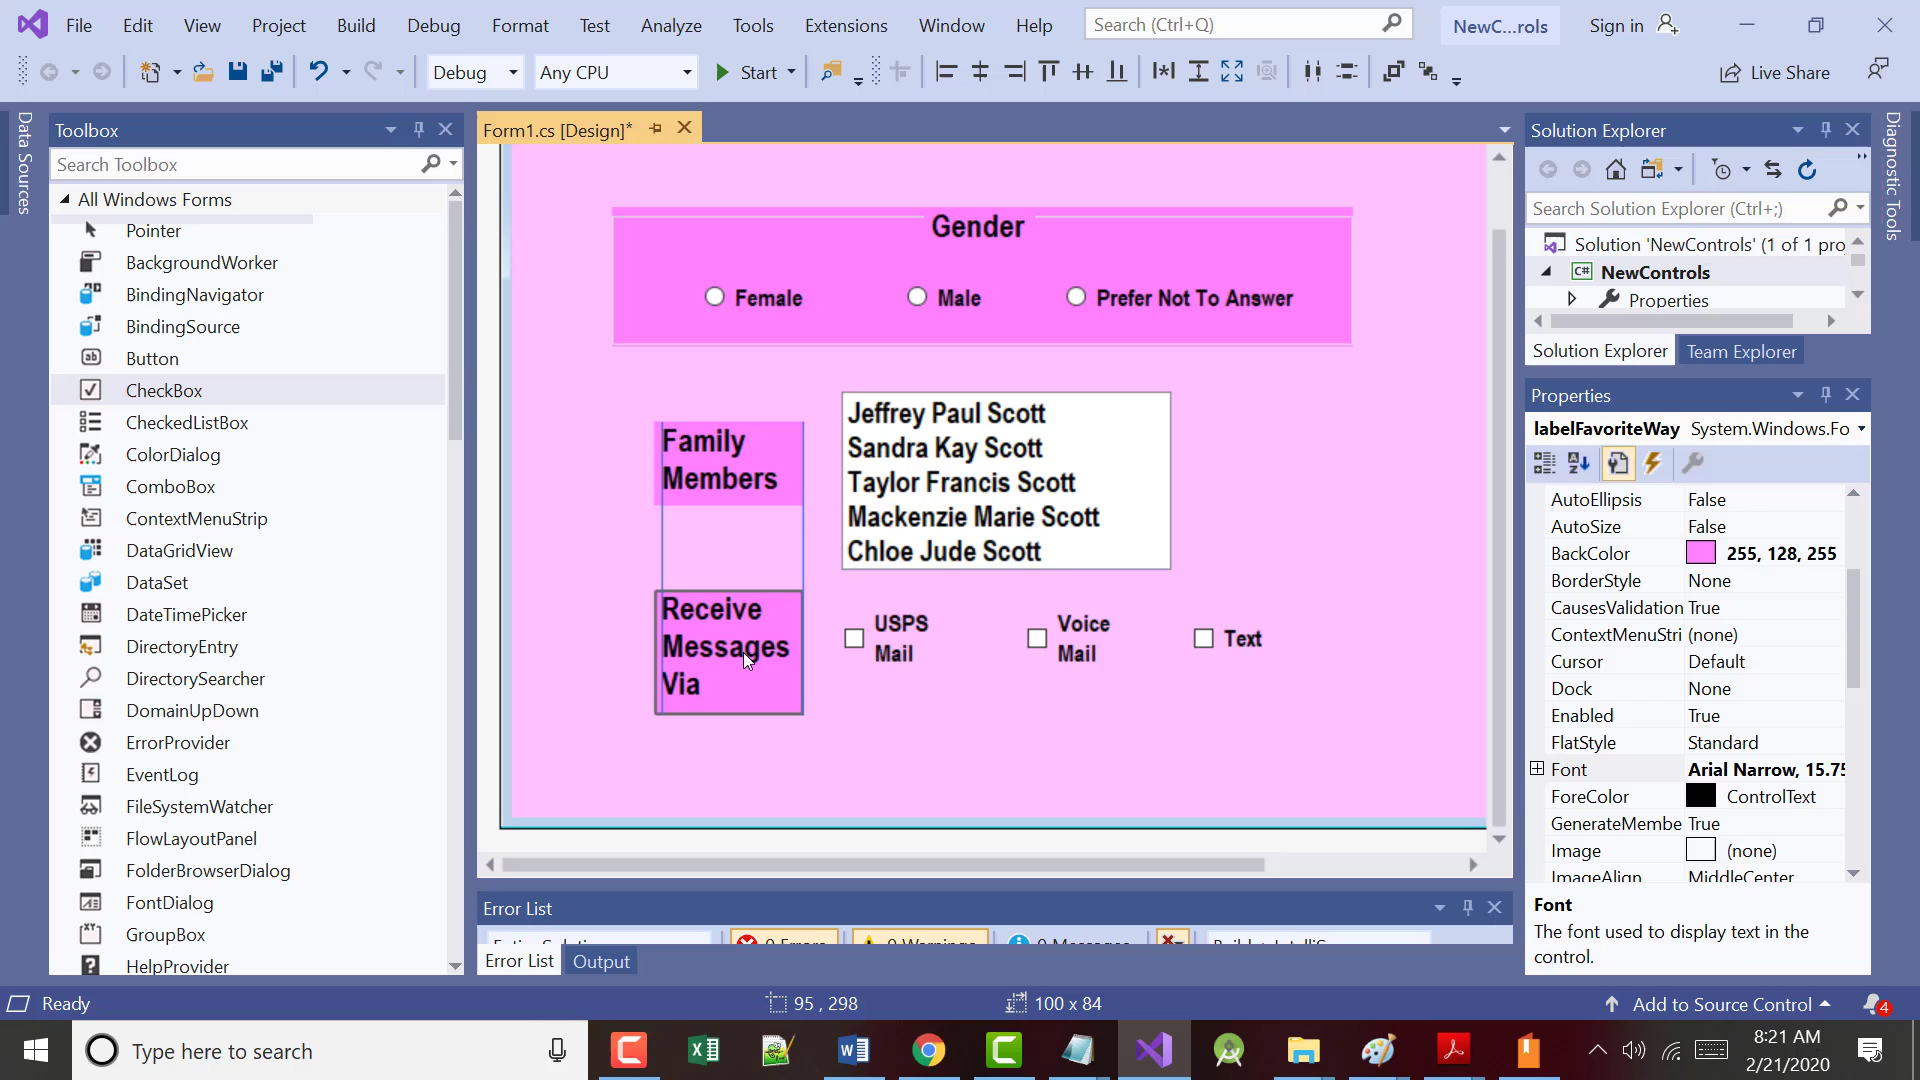 File Edit View Project Build Debug Format Test Analyze Tools Extensions Window Help Search (Ctrl+Q) NewC...rols Sign in
Debug Any CPU Start Live Share
Data Sources
Toolbox
Search Toolbox
All Windows Forms
Pointer
BackgroundWorker
BindingNavigator
BindingSource
Button
CheckBox
CheckedListBox
ColorDialog
ComboBox
ContextMenuStrip
DataGridView
DataSet
DateTimePicker
DirectoryEntry
DirectorySearcher
DomainUpDown
ErrorProvider
EventLog
FileSystemWatcher
FlowLayoutPanel
FolderBrowserDialog
FontDialog
GroupBox
HelpProvider
Form1.cs [Design]*
Gender
Female Male Prefer Not To Answer
Family
Members
Jeffrey Paul Scott
Sandra Kay Scott
Taylor Francis Scott
Mackenzie Marie Scott
Chloe Jude Scott
Receive
Messages
Via
USPS
Mail
Voice
Mail
Text
Error List
0 Errors 0 Warnings 0 Messages
Error List Output
Solution Explorer
Search Solution Explorer (Ctrl+;)
Solution 'NewControls' (1 of 1 pro
C# NewControls
Properties
Solution Explorer Team Explorer
Diagnostic Tools
Properties
labelFavoriteWay System.Windows.Fo
AutoEllipsis False
AutoSize False
BackColor 255, 128, 255
BorderStyle None
CausesValidation True
ContextMenuStri (none)
Cursor Default
Dock None
Enabled True
FlatStyle Standard
Font Arial Narrow, 15.75
ForeColor ControlText
GenerateMembe True
Image (none)
ImageAlign MiddleCenter
Font
The font used to display text in the
control.
Ready 95 , 298 100 x 84 Add to Source Control 4
Type here to search
8:21 AM
2/21/2020